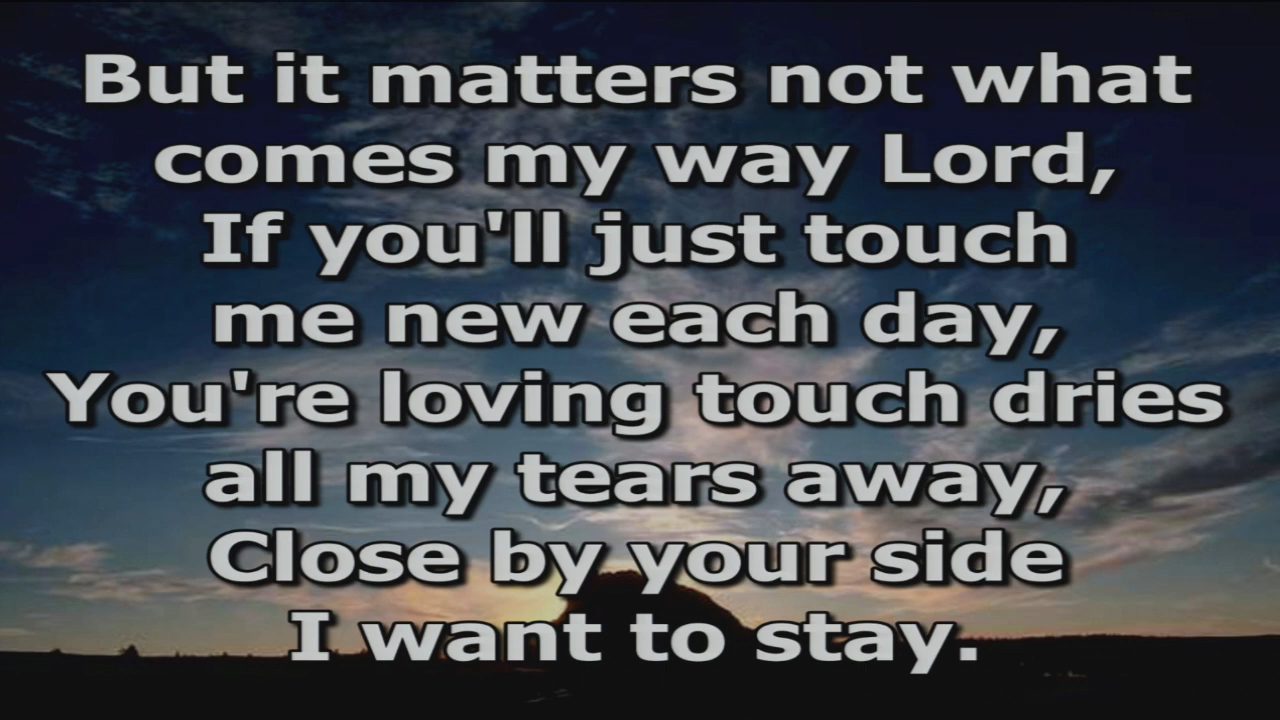 But it matters not what
comes my way Lord,
If you'll just touch
me new each day,
You're loving touch dries
all my tears away,
Close by your side
I want to stay.